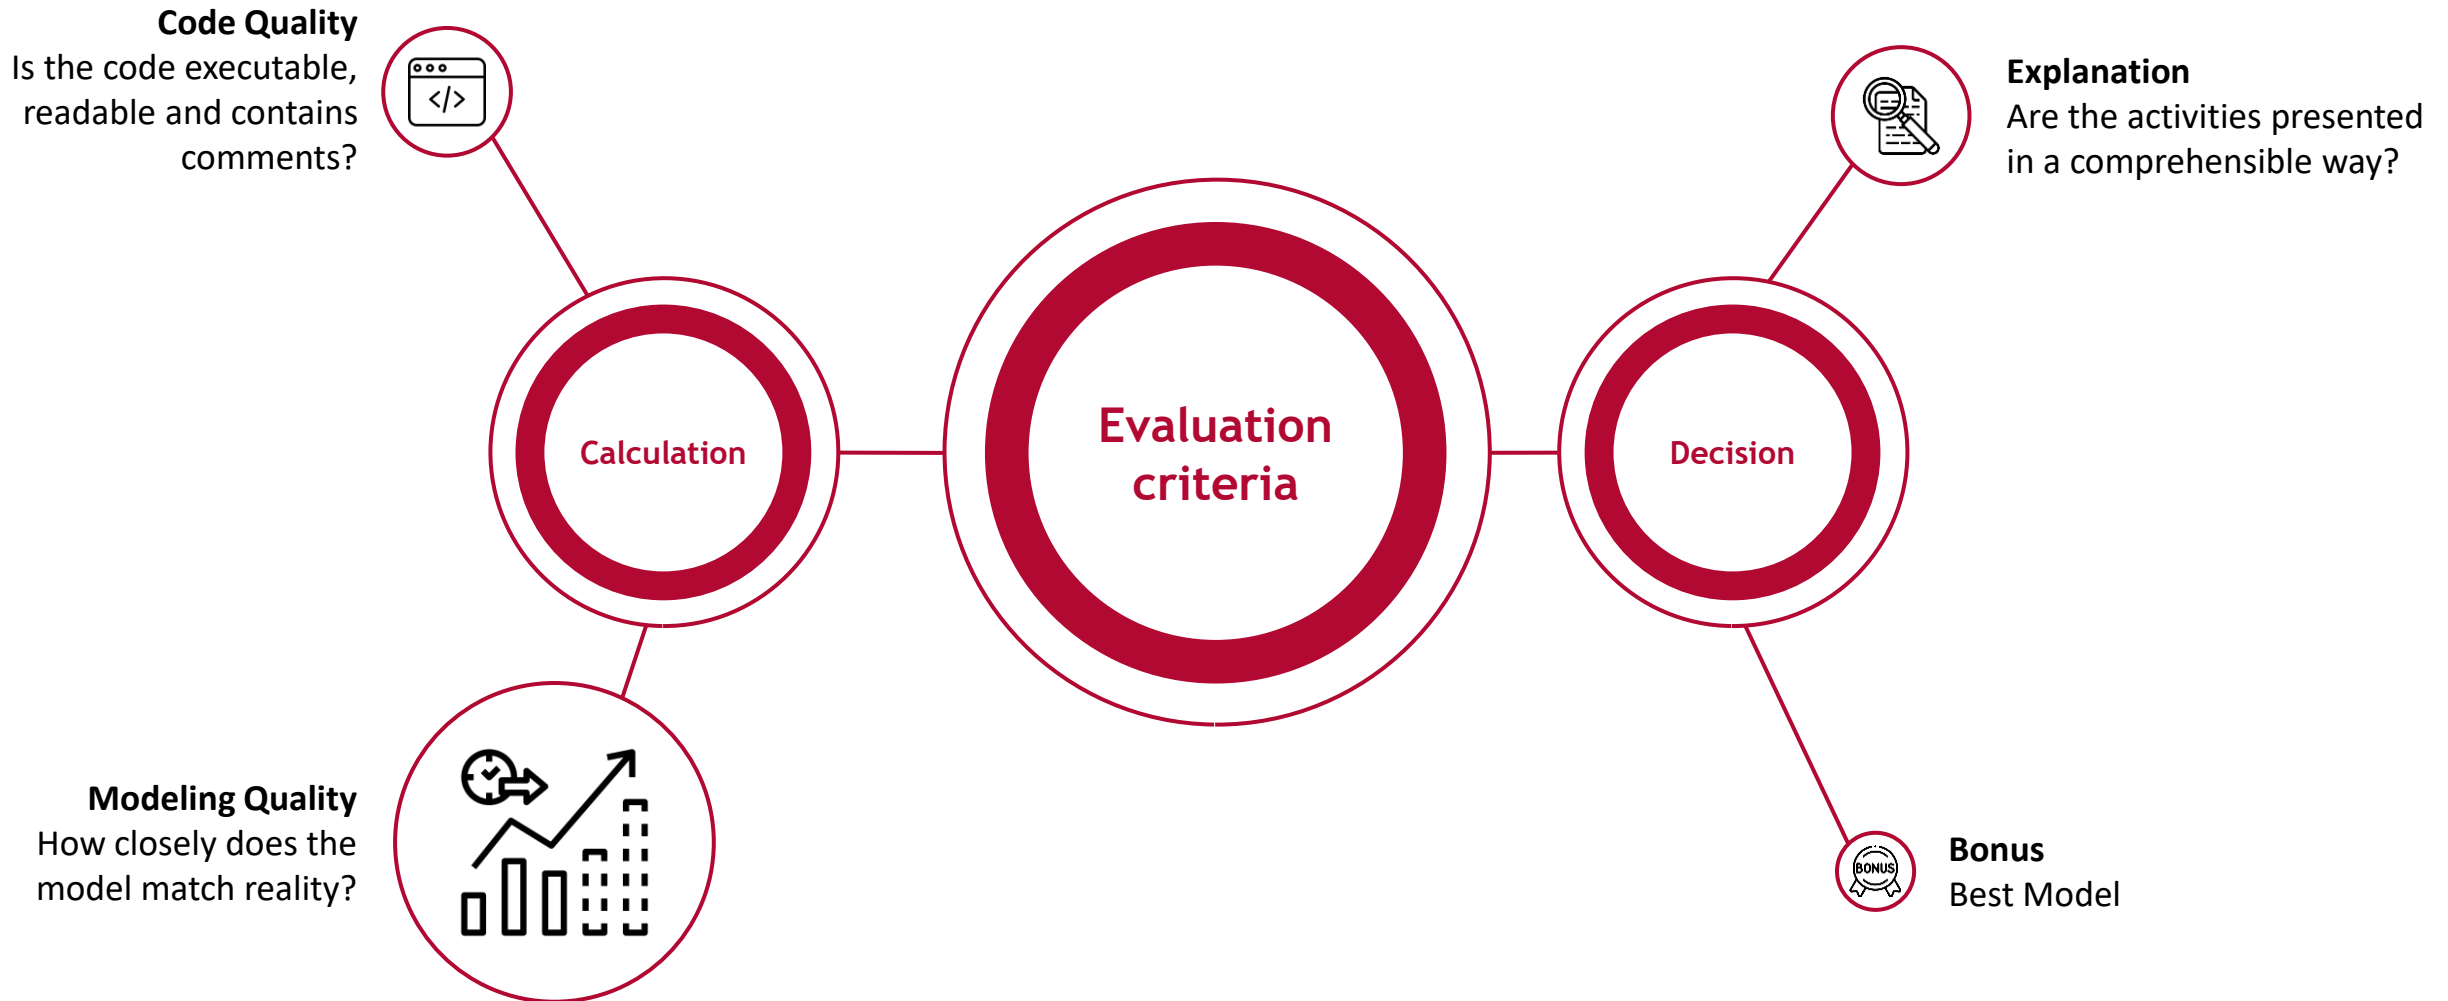 Code Quality
Is the code executable,
readable and contains
comments?
</>
Explanation
Are the activities presented
in a comprehensible way?
Calculation
Evaluation
criteria
Decision
Modeling Quality
How closely does the
model match reality?
BONUS
Bonus
Best Model